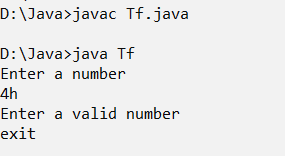 D:\Java>javac Tf.java
D:\Java>java Tf
Enter a number
4h
Enter a valid number
exit